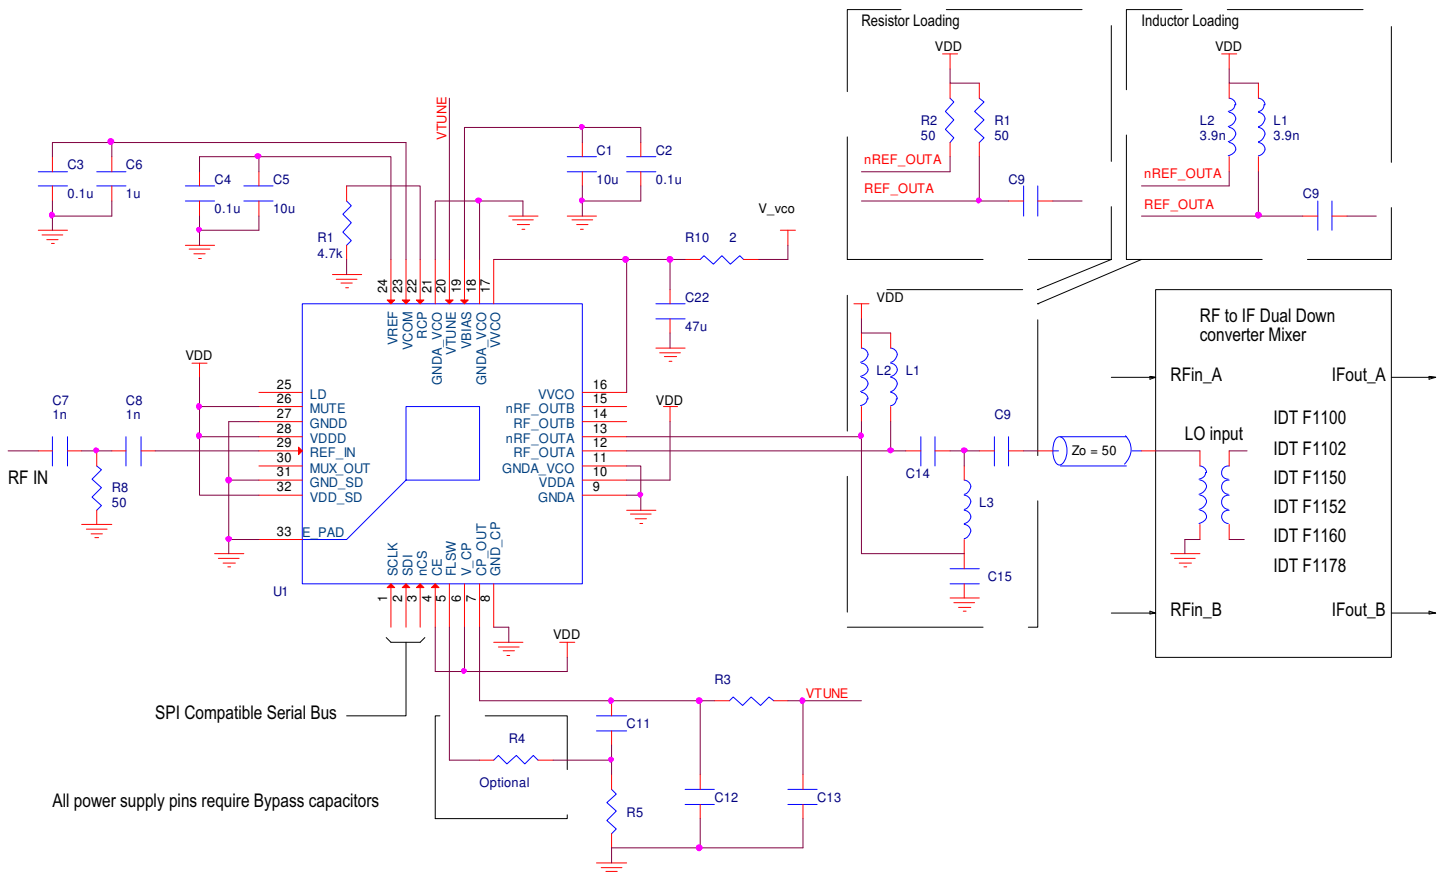 Resistor Loading
VDD
R2
50
R1
50
nREF_OUTA
REF_OUTA
C9
Inductor Loading
VDD
L2
3.9n
L1
3.9n
nREF_OUTA
REF_OUTA
C9
VTUNE
C3
0.1u
C6
1u
C4
0.1u
C5
10u
R1
4.7k
C1
10u
C2
0.1u
V_vco
R10
2
C22
47u
24
23
22
21
20
19
18
17
VREF
VCOM
RCP
GNDA_VCO
VTUNE
VBIAS
GNDA_VCO
VVCO
VDD
25
LD
26
MUTE
27
GNDD
28
VDDD
29
REF_IN
30
MUX_OUT
31
GND_SD
32
VDD_SD
33
E_PAD
C7
1n
C8
1n
RF IN
R8
50
VVCO
16
nRF_OUTB
15
RF_OUTB
14
nRF_OUTA
13
RF_OUTA
12
GNDA_VCO
11
VDDA
10
GNDA
9
VDD
SCLK
SDI
nCS
CE
FLSW
V_CP
CP_OUT
GND_CP
1
2
3
4
5
6
7
8
U1
VDD
VDD
L2
L1
C14
C9
L3
C15
Zo = 50
RF to IF Dual Down
converter Mixer
RFin_A
IFout_A
LO input
IDT F1100
IDT F1102
IDT F1150
IDT F1152
IDT F1160
IDT F1178
RFin_B
IFout_B
SPI Compatible Serial Bus
R4
Optional
C11
R5
R3
VTUNE
C12
C13
All power supply pins require Bypass capacitors